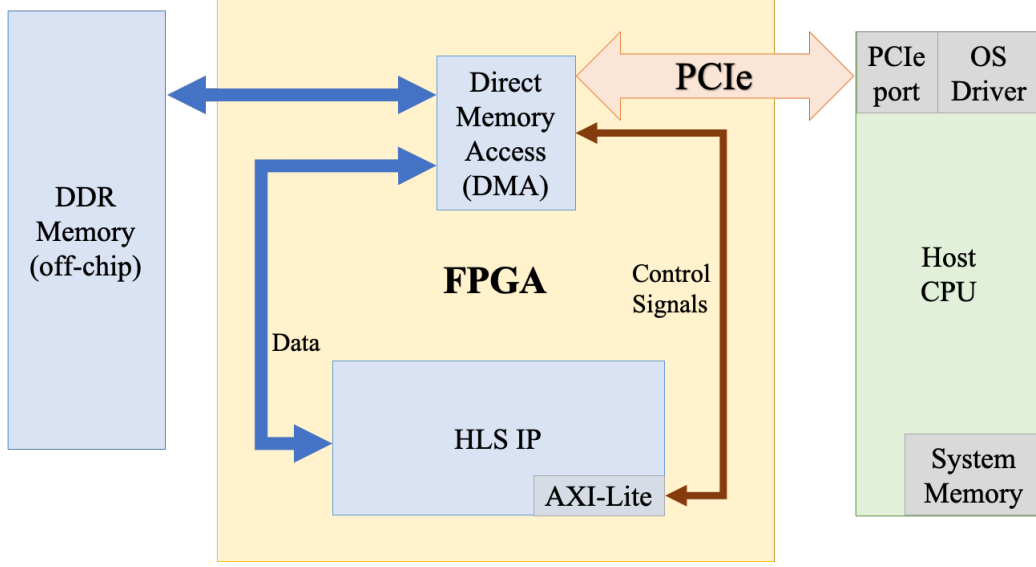 DDR
Memory
(off-chip)
Direct
Memory
Access
(DMA)
PCIe
PCIe
port
OS
Driver
FPGA
Control
Signals
Host
CPU
Data
HLS IP
AXI-Lite
System
Memory